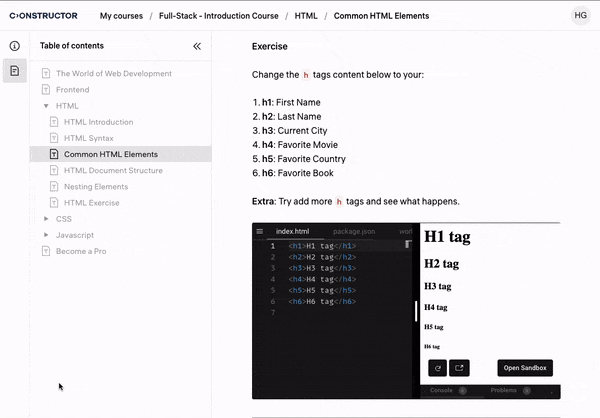 CONSTRUCTOR
My courses / Full-Stack - Introduction Course / HTML / Common HTML Elements
HG
Table of contents
The World of Web Development
Frontend
HTML
HTML Introduction
HTML Syntax
Common HTML Elements
HTML Document Structure
Nesting Elements
HTML Exercise
CSS
Javascript
Become a Pro
Exercise
Change the h tags content below to your:
1. h1: First Name
2. h2: Last Name
3. h3: Current City
4. h4: Favorite Movie
5. h5: Favorite Country
6. h6: Favorite Book
Extra: Try add more h tags and see what happens.
index.html package.json
1 <h1>H1 tag</h1>
2 <h2>H2 tag</h2>
3 <h3>H3 tag</h3>
4 <h4>H4 tag</h4>
5 <h5>H5 tag</h5>
6 <h6>H6 tag</h6>
7
H1 tag
H2 tag
H3 tag
H4 tag
H5 tag
H6 tag
Open Sandbox
Console Problems